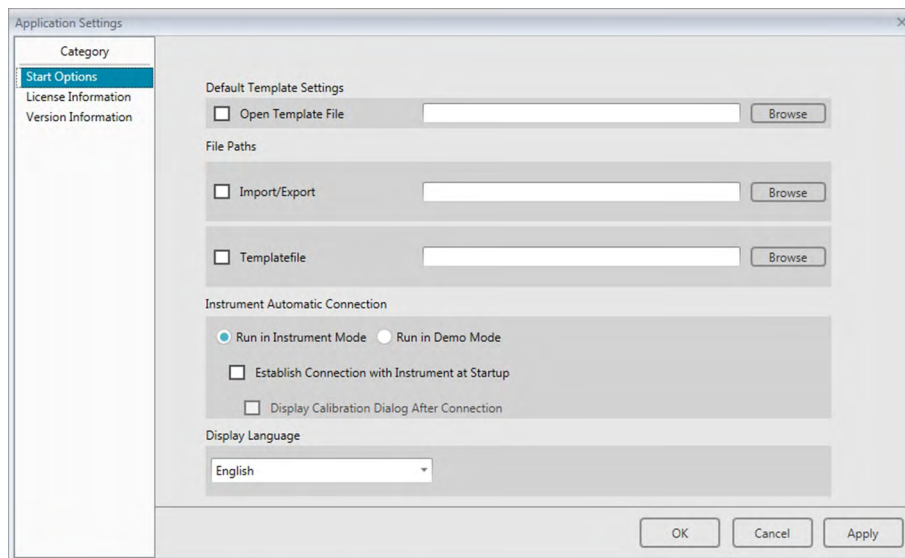 Application Settings
Category
Start Options
License Information
Version Information
Default Template Settings
Open Template File
Browse
File Paths
Import/Export
Browse
Templatefile
Browse
Instrument Automatic Connection
Run in Instrument Mode Run in Demo Mode
Establish Connection with Instrument at Startup
Display Calibration Dialog After Connection
Display Language
English
OK Cancel Apply